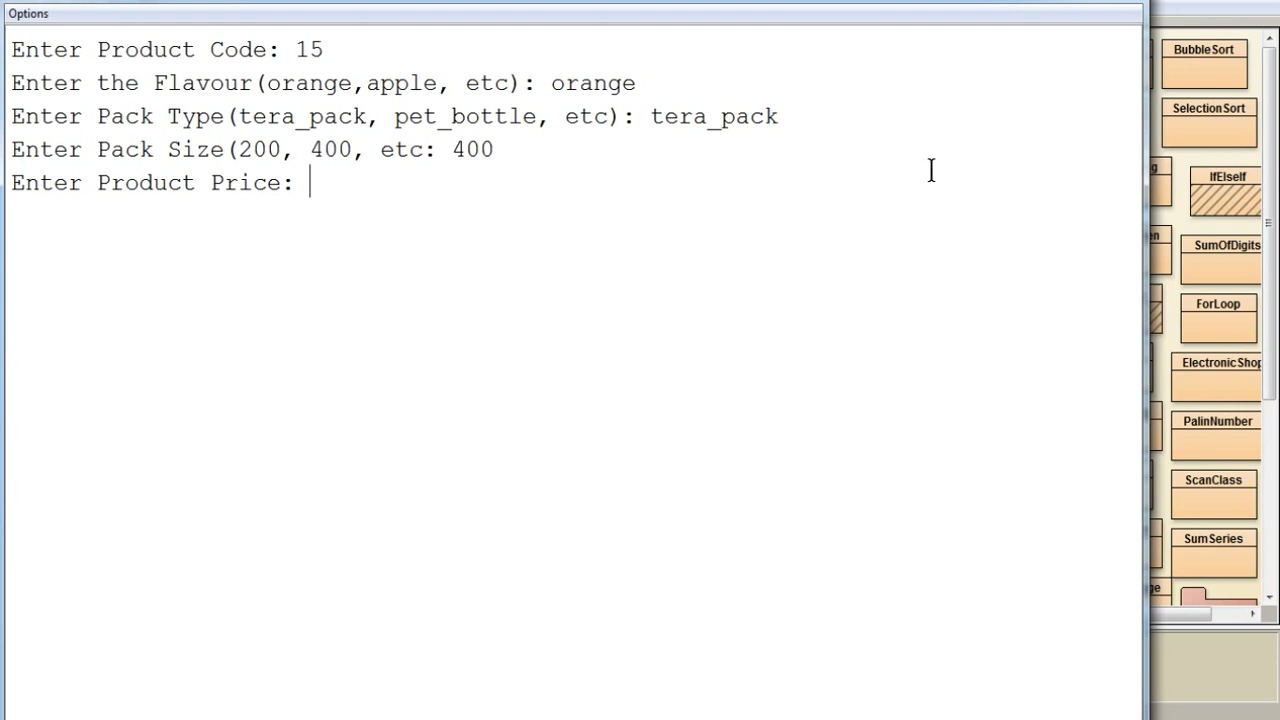 Options
Enter Product Code: 15
Enter the Flavour(orange,apple, etc): orange
Enter Pack Type(tera_pack, pet_bottle, etc): tera_pack
Enter Pack Size(200, 400, etc: 400
Enter Product Price:
BubbleSort
SelectionSort
IfElseIf
SumOfDigits
ForLoop
ElectronicShop
PalinNumber
ScanClass
SumSeries